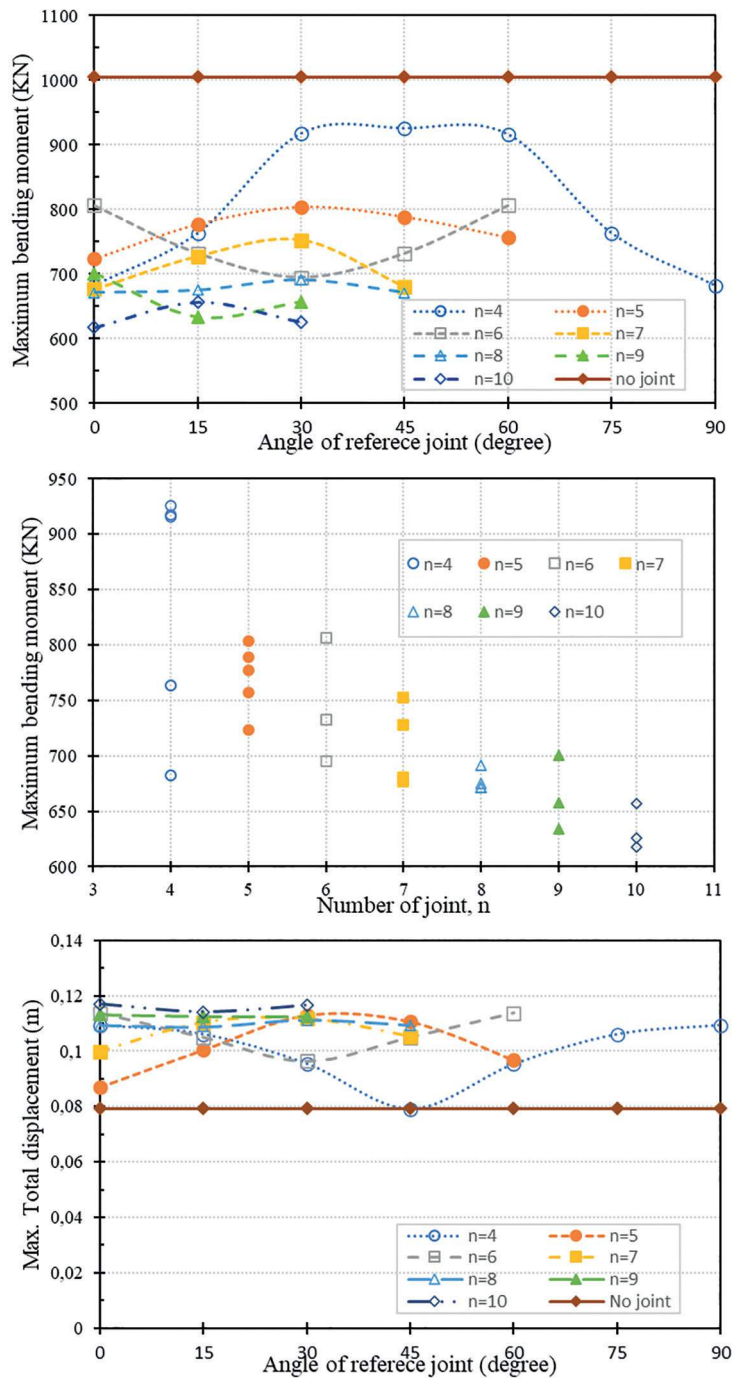 Maximum bending moment (KN)
1100
1000
900
800
700
600
500
0 15 30 45 60 75 90
Angle of referece joint (degree)
n=4 n=5
n=6 n=7
n=8 n=9
n=10 no joint
Maximum bending moment (KN)
950
900
850
800
750
700
650
600
3 4 5 6 7 8 9 10 11
Number of joint, n
n=4 n=5 n=6 n=7
n=8 n=9 n=10
Max. Total displacement (m)
0,14
0,12
0,1
0,08
0,06
0,04
0,02
0
0 15 30 45 60 75 90
Angle of referece joint (degree)
n=4 n=5
n=6 n=7
n=8 n=9
n=10 No joint